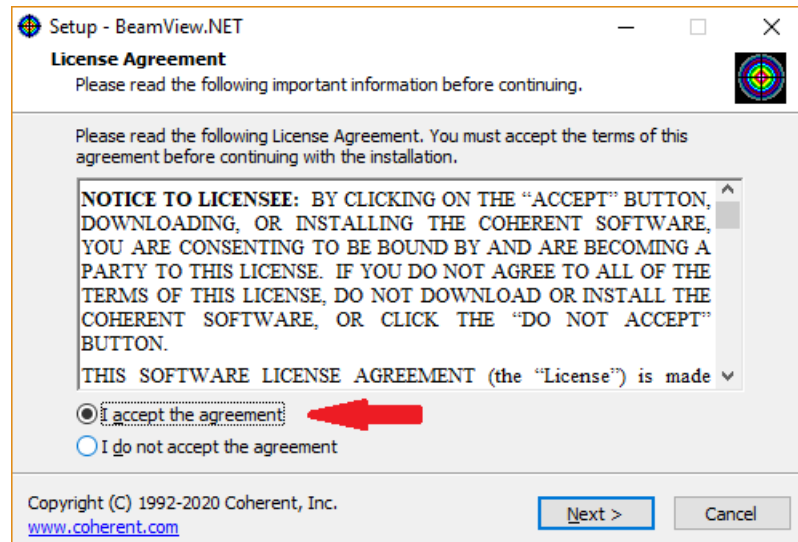 Setup - BeamView.NET
License Agreement
Please read the following important information before continuing.
Please read the following License Agreement. You must accept the terms of this
agreement before continuing with the installation.
NOTICE TO LICENSEE: BY CLICKING ON THE “ACCEPT” BUTTON,
DOWNLOADING, OR INSTALLING THE COHERENT SOFTWARE,
YOU ARE CONSENTING TO BE BOUND BY AND ARE BECOMING A
PARTY TO THIS LICENSE. IF YOU DO NOT AGREE TO ALL OF THE
TERMS OF THIS LICENSE, DO NOT DOWNLOAD OR INSTALL THE
COHERENT SOFTWARE, OR CLICK THE “DO NOT ACCEPT”
BUTTON.
THIS SOFTWARE LICENSE AGREEMENT (the “License”) is made
I accept the agreement
I do not accept the agreement
Copyright (C) 1992-2020 Coherent, Inc.
www.coherent.com
Next >
Cancel